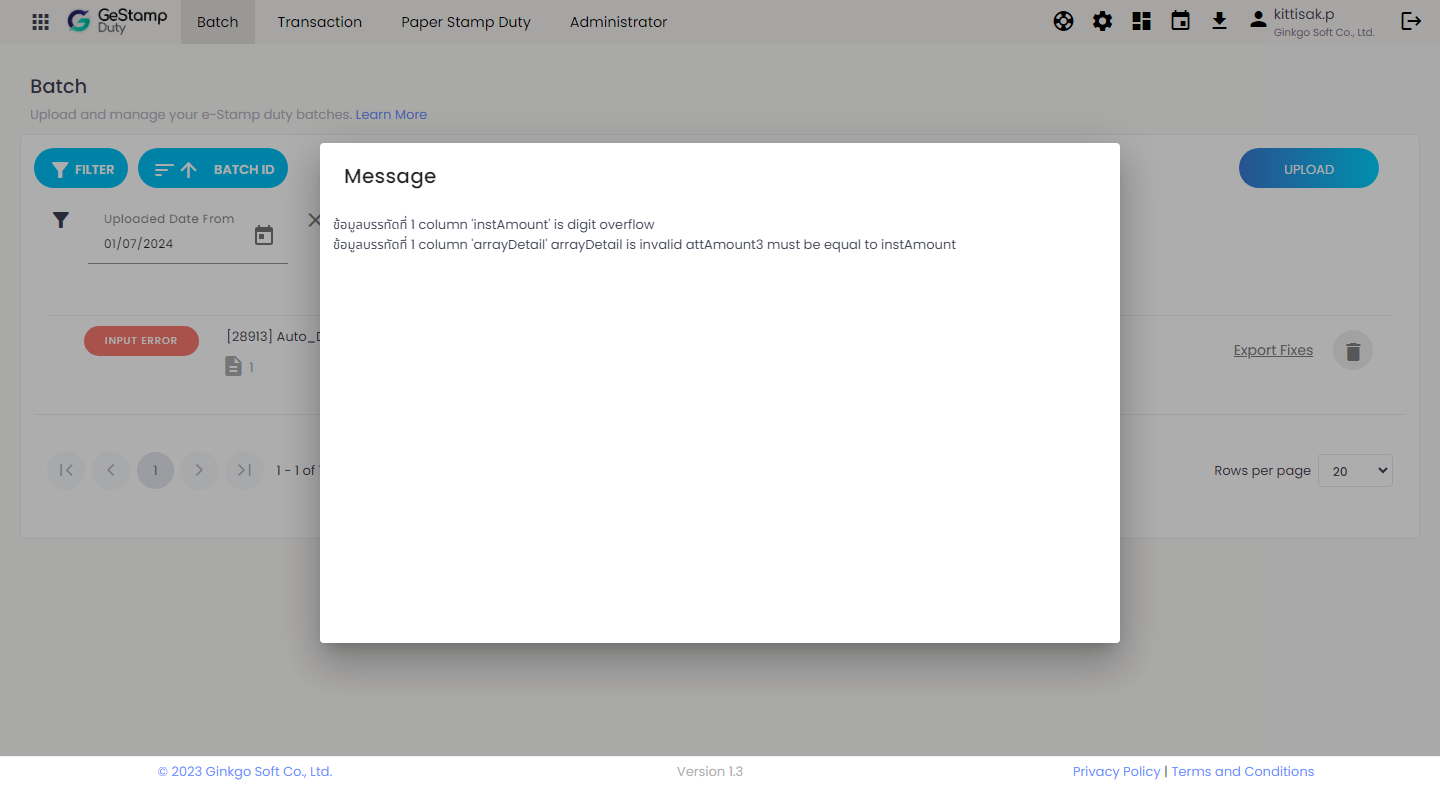 GeStamp
Duty
Batch
Transaction
Paper Stamp Duty
Administrator
kittisak.p
Ginkgo Soft Co., Ltd.
Batch
Upload and manage your e-Stamp duty batches. Learn More
FILTER
BATCH ID
UPLOAD
Uploaded Date From
01/07/2024
Message
ข้อมูลบรรทัดที่ 1 column 'instAmount' is digit overflow
ข้อมูลบรรทัดที่ 1 column 'arrayDetail' arrayDetail is invalid attAmount3 must be equal to instAmount
INPUT ERROR
[28913] Auto_D
1
Export Fixes
1
1 - 1 of
Rows per page
20
© 2023 Ginkgo Soft Co., Ltd.
Version 1.3
Privacy Policy | Terms and Conditions